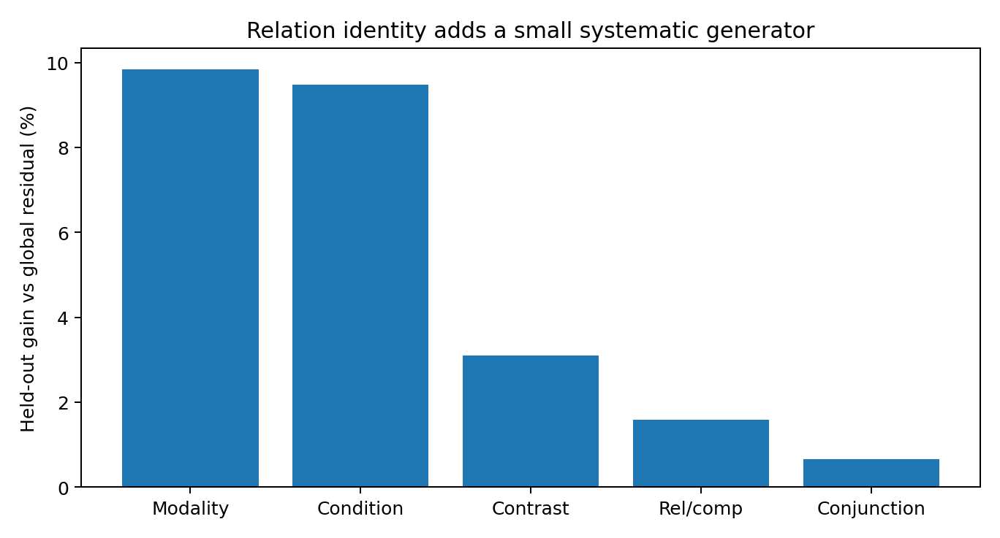 Relation identity adds a small systematic generator
Held-out gain vs global residual (%)
10
8
6
4
2
0
Modality
Condition
Contrast
Rel/comp
Conjunction